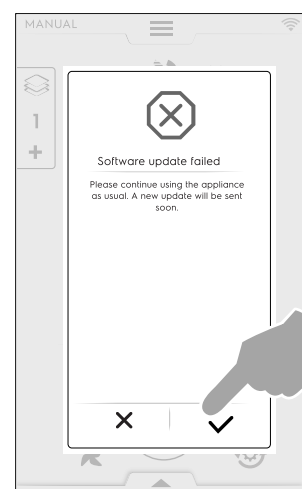 MANUAL
1
+
Software update failed
Please continue using the appliance
as usual. A new update will be sent
soon.